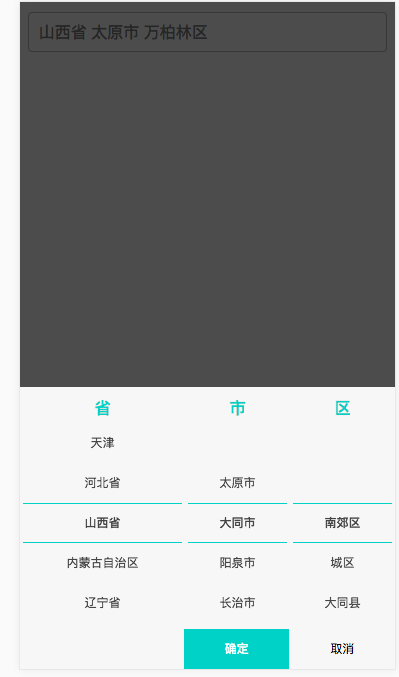 山西省 太原市 万柏林区
省 市 区
天津
河北省 太原市
山西省 大同市 南郊区
内蒙古自治区 阳泉市 城区
辽宁省 长治市 大同县
确定 取消